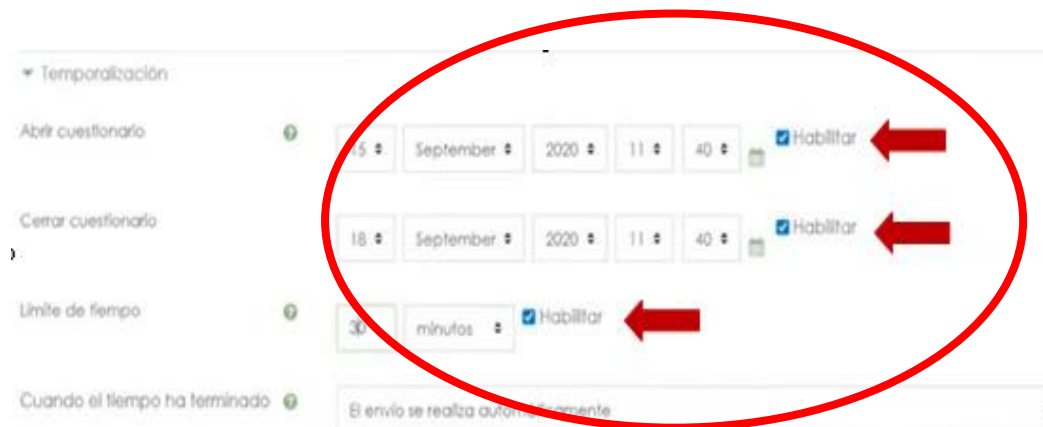 Temporalización
Abrir cuestionario 15 September 2020 11 40 Habilitar
Cerrar cuestionario 18 September 2020 11 40 Habilitar
Límite de tiempo 30 minutos Habilitar
Cuando el tiempo ha terminado El envío se realiza automáticamente